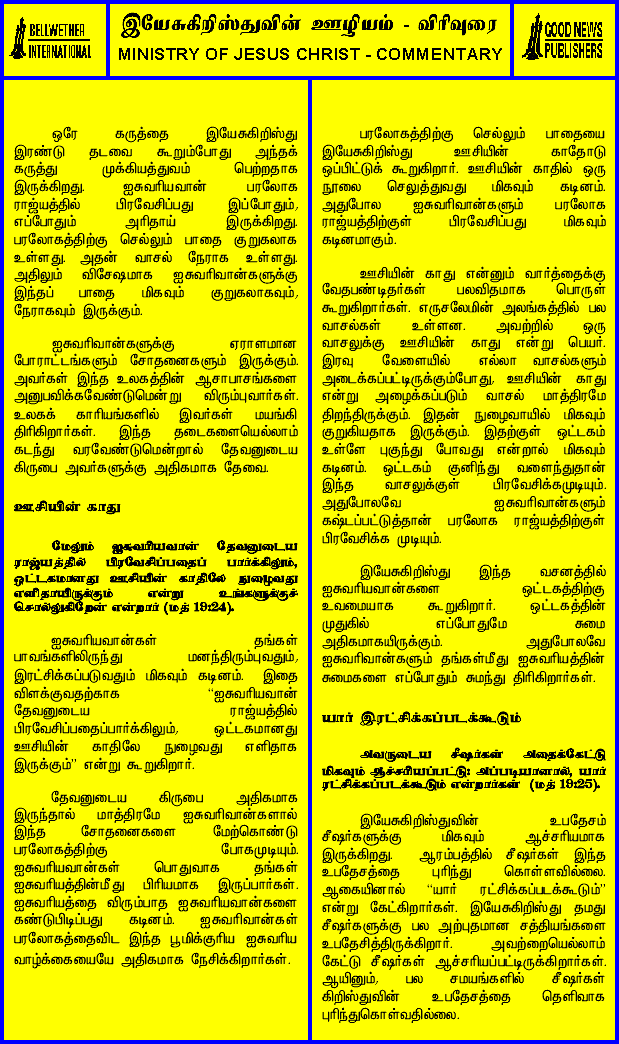 BELLWETHER
INTERNATIONAL
இயேசுகிறிஸ்துவின் ஊழியம் - விரிவுரை
MINISTRY OF JESUS CHRIST - COMMENTARY
GOOD NEWS
PUBLISHERS
ஒரே கருத்தை இயேசுகிறிஸ்து
இரண்டு தடவை கூறும்போது அந்தக்
கருத்து முக்கியத்துவம் பெற்றதாக
இருக்கிறது. ஐசுவரியவான் பரலோக
ராஜ்யத்தில் பிரவேசிப்பது இப்போதும்,
எப்போதும் அரிதாய் இருக்கிறது.
பரலோகத்திற்கு செல்லும் பாதை குறுகலாக
உள்ளது. அதன் வாசல் நேராக உள்ளது.
அதிலும் விசேஷமாக ஐசுவரிவான்களுக்கு
இந்தப் பாதை மிகவும் குறுகலாகவும்,
நேராகவும் இருக்கும்.
ஐசுவரிவான்களுக்கு ஏராளமான
போராட்டங்களும் சோதனைகளும் இருக்கும்.
அவர்கள் இந்த உலகத்தின் ஆசாபாசங்களை
அனுபவிக்கவேண்டுமென்று விரும்புவார்கள்.
உலகக் காரியங்களில் இவர்கள் மயங்கி
திரிகிறார்கள். இந்த தடைகளையெல்லாம்
கடந்து வரவேண்டுமென்றால் தேவனுடைய
கிருபை அவர்களுக்கு அதிகமாக தேவை.
ஊசியின் காது
மேலும் ஐசுவரியவான் தேவனுடைய
ராஜ்யத்தில் பிரவேசிப்பதைப் பார்க்கிலும்,
ஒட்டகமானது ஊசியின் காதிலே நுழைவது
எளிதாயிருக்கும் என்று உங்களுக்குச்
சொல்லுகிறேன் என்றார் (மத் 19:24).
ஐசுவரியவான்கள் தங்கள்
பாவங்களிலிருந்து மனந்திரும்புவதும்,
இரட்சிக்கப்படுவதும் மிகவும் கடினம். இதை
விளக்குவதற்காக “ஐசுவரியவான்
தேவனுடைய ராஜ்யத்தில்
பிரவேசிப்பதைப்பார்க்கிலும், ஒட்டகமானது
ஊசியின் காதிலே நுழைவது எளிதாக
இருக்கும்” என்று கூறுகிறார்.
தேவனுடைய கிருபை அதிகமாக
இருந்தால் மாத்திரமே ஐசுவரிவான்களால்
இந்த சோதனைகளை மேற்கொண்டு
பரலோகத்திற்கு போகமுடியும்.
ஐசுவரிவான்கள் பொதுவாக தங்கள்
ஐசுவரியத்தின்மீது பிரியமாக இருப்பார்கள்.
ஐசுவரியத்தை விரும்பாத ஐசுவரிவான்களை
கண்டுபிடிப்பது கடினம். ஐசுவரிவான்கள்
பரலோகத்தைவிட இந்த பூமிக்குரிய ஐசுவரிய
வாழ்க்கையையே அதிகமாக நேசிக்கிறார்கள்.
பரலோகத்திற்கு செல்லும் பாதையை
இயேசுகிறிஸ்து ஊசியின் காதோடு
ஒப்பிட்டுக் கூறுகிறார். ஊசியின் காதில் ஒரு
நூலை செலுத்துவது மிகவும் கடினம்.
அதுபோல ஐசுவரிவான்களும் பரலோக
ராஜ்யத்திற்குள் பிரவேசிப்பது மிகவும்
கடினமாகும்.
ஊசியின் காது என்னும் வார்த்தைக்கு
வேதபண்டிதர்கள் பலவிதமாக பொருள்
கூறுகிறார்கள். எருசலேமின் அலங்கத்தில் பல
வாசல்கள் உள்ளன. அவற்றில் ஒரு
வாசலுக்கு ஊசியின் காது என்று பெயர்.
இரவு வேளையில் எல்லா வாசல்களும்
அடைக்கப்பட்டிருக்கும்போது, ஊசியின் காது
என்று அழைக்கப்படும் வாசல் மாத்திரமே
திறந்திருக்கும். இதன் நுழைவாயில் மிகவும்
குறுகியதாக இருக்கும். இதற்குள் ஒட்டகம்
உள்ளே புகுந்து போவது என்றால் மிகவும்
கடினம். ஒட்டகம் குனிந்து வளைந்துதான்
இந்த வாசலுக்குள் பிரவேசிக்கமுடியும்.
அதுபோலவே ஐசுவரிவான்களும்
கஷ்டப்பட்டுத்தான் பரலோக ராஜ்யத்திற்குள்
பிரவேசிக்க முடியும்.
இயேசுகிறிஸ்து இந்த வசனத்தில்
ஐசுவரிவான்களை ஒட்டகத்திற்கு
உவமையாக கூறுகிறார். ஒட்டகத்தின்
முதுகில் எப்போதுமே சுமை
அதிகமாகயிருக்கும். அதுபோலவே
ஐசுவரிவான்களும் தங்கள்மீது ஐசுவரியத்தின்
சுமைகளை எப்போதும் சுமந்து திரிகிறார்கள்.
யார் இரட்சிக்கப்படக்கூடும்
அவருடைய சீஷர்கள் அதைக்கேட்டு
மிகவும் ஆச்சரியப்பட்டு: அப்படியானால், யார்
ரட்சிக்கப்படக்கூடும் என்றார்கள் (மத் 19:25).
இயேசுகிறிஸ்துவின் உபதேசம்
சீஷர்களுக்கு மிகவும் ஆச்சரியமாக
இருக்கிறது. ஆரம்பத்தில் சீஷர்கள் இந்த
உபதேசத்தை புரிந்து கொள்ளவில்லை.
ஆகையினால் “யார் ரட்சிக்கப்படக்கூடும்”
என்று கேட்கிறார்கள். இயேசுகிறிஸ்து தமது
சீஷர்களுக்கு பல அற்புதமான சத்தியங்களை
உபதேசித்திருக்கிறார். அவற்றையெல்லாம்
கேட்டு சீஷர்கள் ஆச்சரியப்பட்டிருக்கிறார்கள்.
ஆயினும், பல சமயங்களில் சீஷர்கள்
கிறிஸ்துவின் உபதேசத்தை தெளிவாக
புரிந்துகொள்வதில்லை.